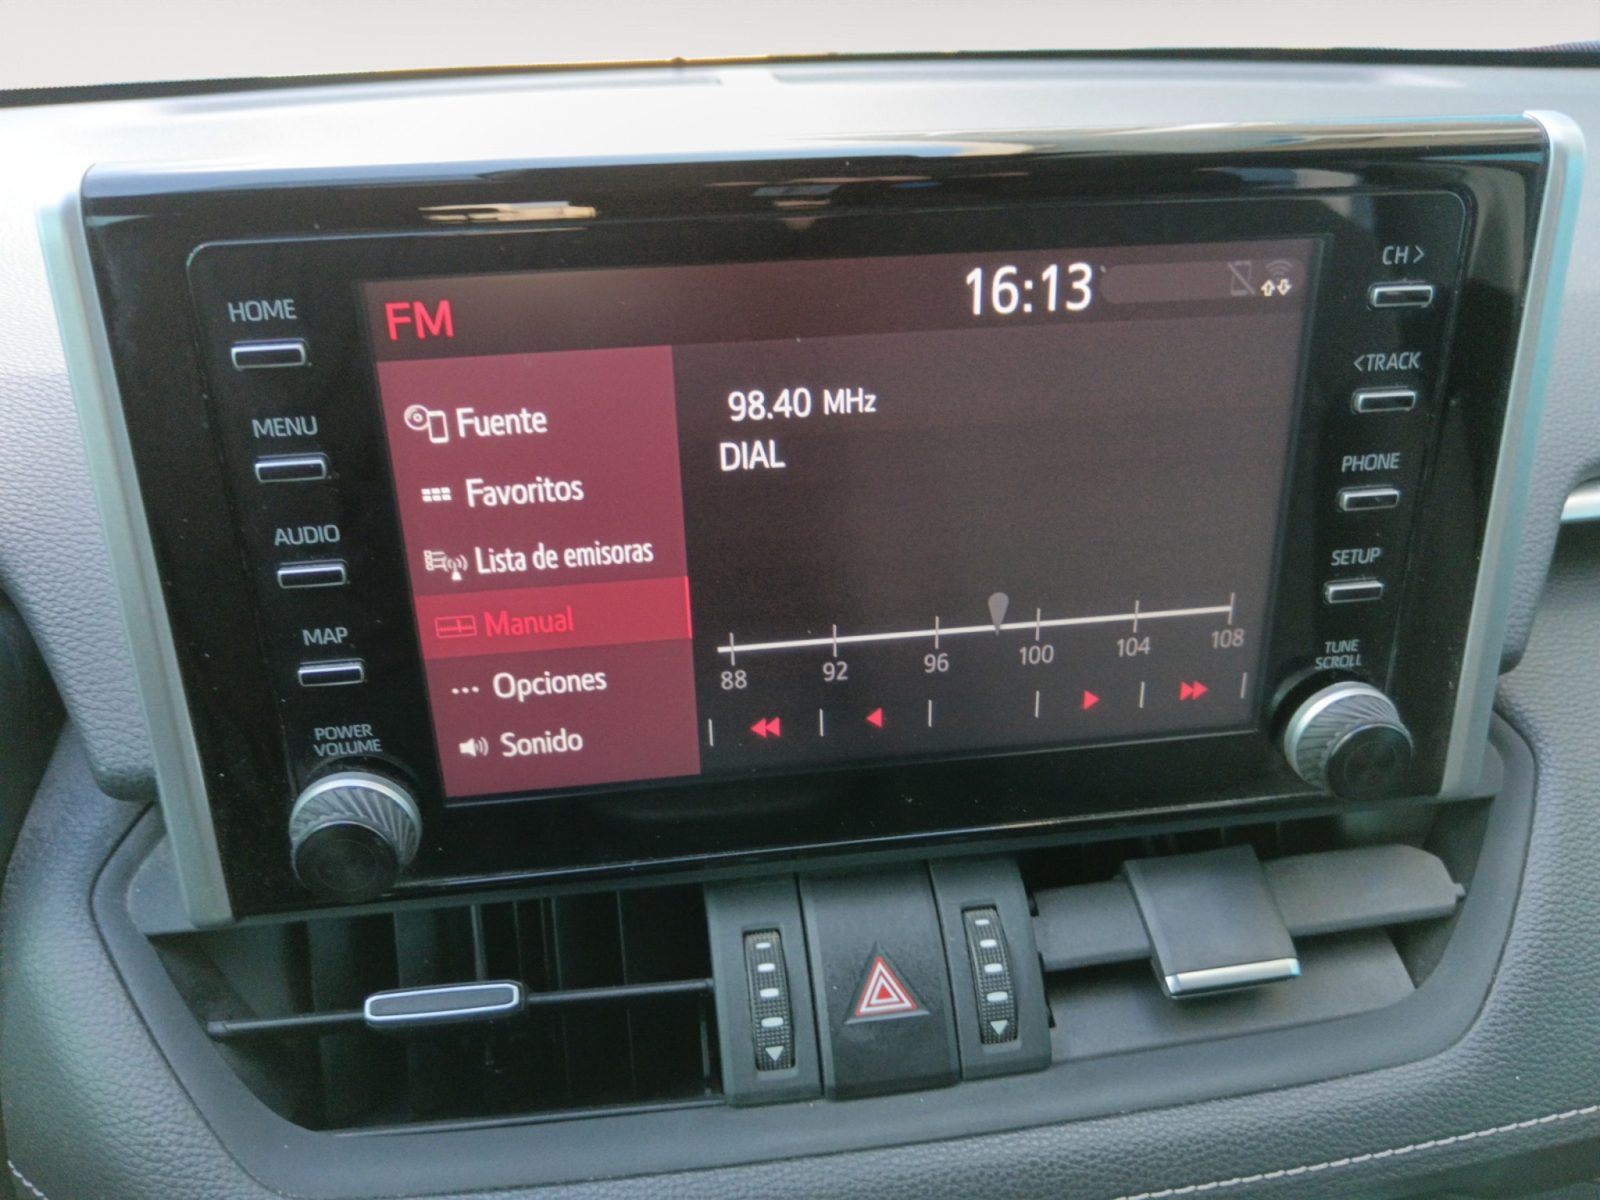 HOME
MENU
AUDIO
MAP
POWER
VOLUME
FM
16:13
Fuente
Favoritos
Lista de emisoras
Manual
Opciones
Sonido
98.40 MHz
DIAL
88 92 96 100 104 108
CH >
<TRACK
PHONE
SETUP
TUNE
SCROLL